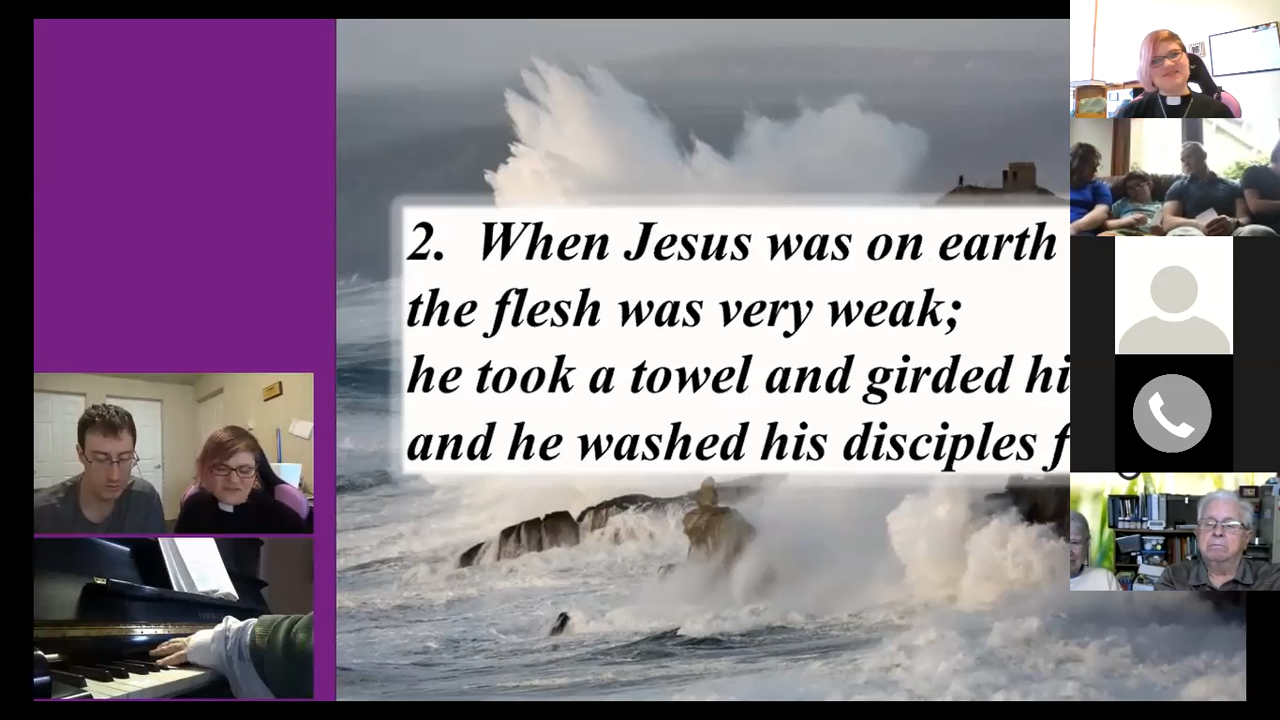 2. When Jesus was on earth
the flesh was very weak;
he took a towel and girded hi
and he washed his disciples f